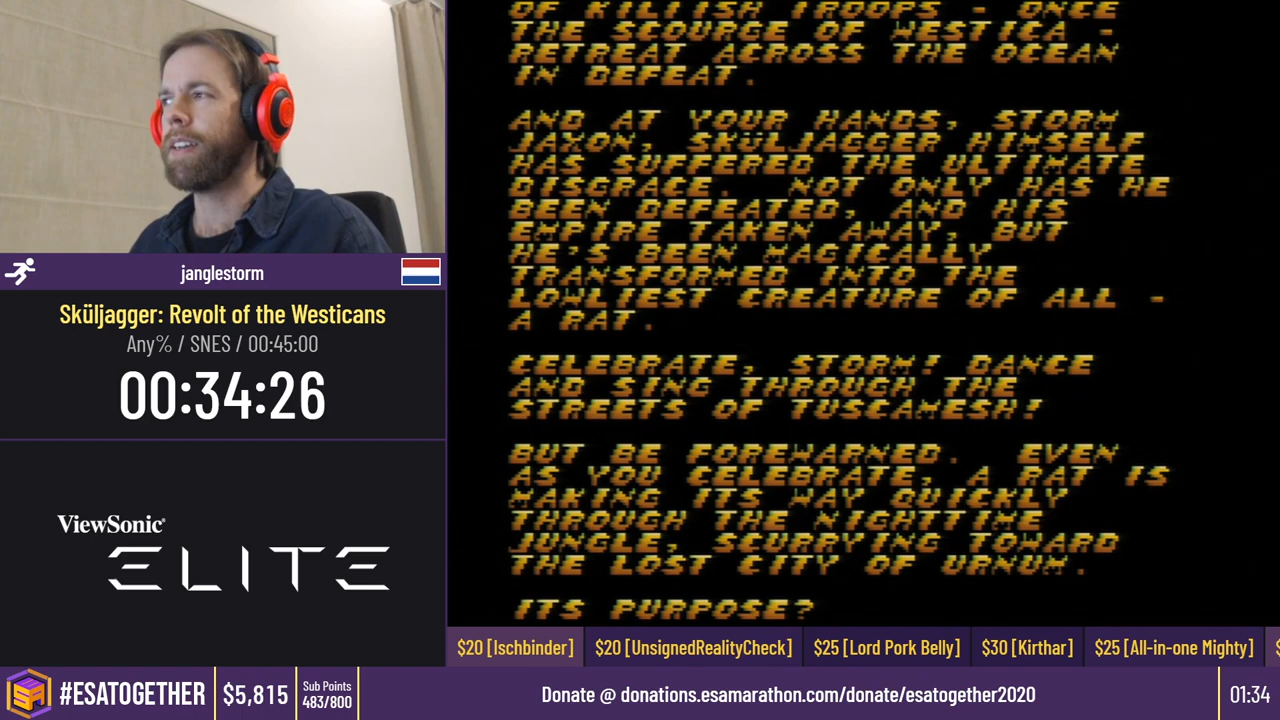 OF KILTISH TROOPS - ONCE
THE SCOURGE OF WESTICA -
RETREAT ACROSS THE OCEAN
IN DEFEAT.
AND AT YOUR HANDS, STORM
JAXON, SKÜLJAGGER HIMSELF
HAS SUFFERED THE ULTIMATE
DISGRACE. NOT ONLY HAS HE
BEEN DEFEATED, AND HIS
EMPIRE TAKEN AWAY, BUT
HE'S BEEN MAGICALLY
TRANSFORMED INTO THE
LOWLIEST CREATURE OF ALL -
A RAT.
CELEBRATE, STORM! DANCE
AND SING THROUGH THE
STREETS OF TUSCAMESH!
BUT BE FOREWARNED. EVEN
AS YOU CELEBRATE, A RAT IS
MAKING ITS WAY QUICKLY
THROUGH THE NIGHTTIME
JUNGLE, SCURRYING TOWARD
THE LOST CITY OF URNUM.
ITS PURPOSE?
janglestorm
Sküljagger: Revolt of the Westicans
Any% / SNES / 00:45:00
00:34:26
ViewSonic®
ELITE
$20 [Ischbinder]
$20 [UnsignedRealityCheck]
$25 [Lord Pork Belly]
$30 [Kirthar]
$25 [All-in-one Mighty]
#ESATOGETHER
$5,815
Sub Points
483/800
Donate @ donations.esamarathon.com/donate/esatogether2020
01:34